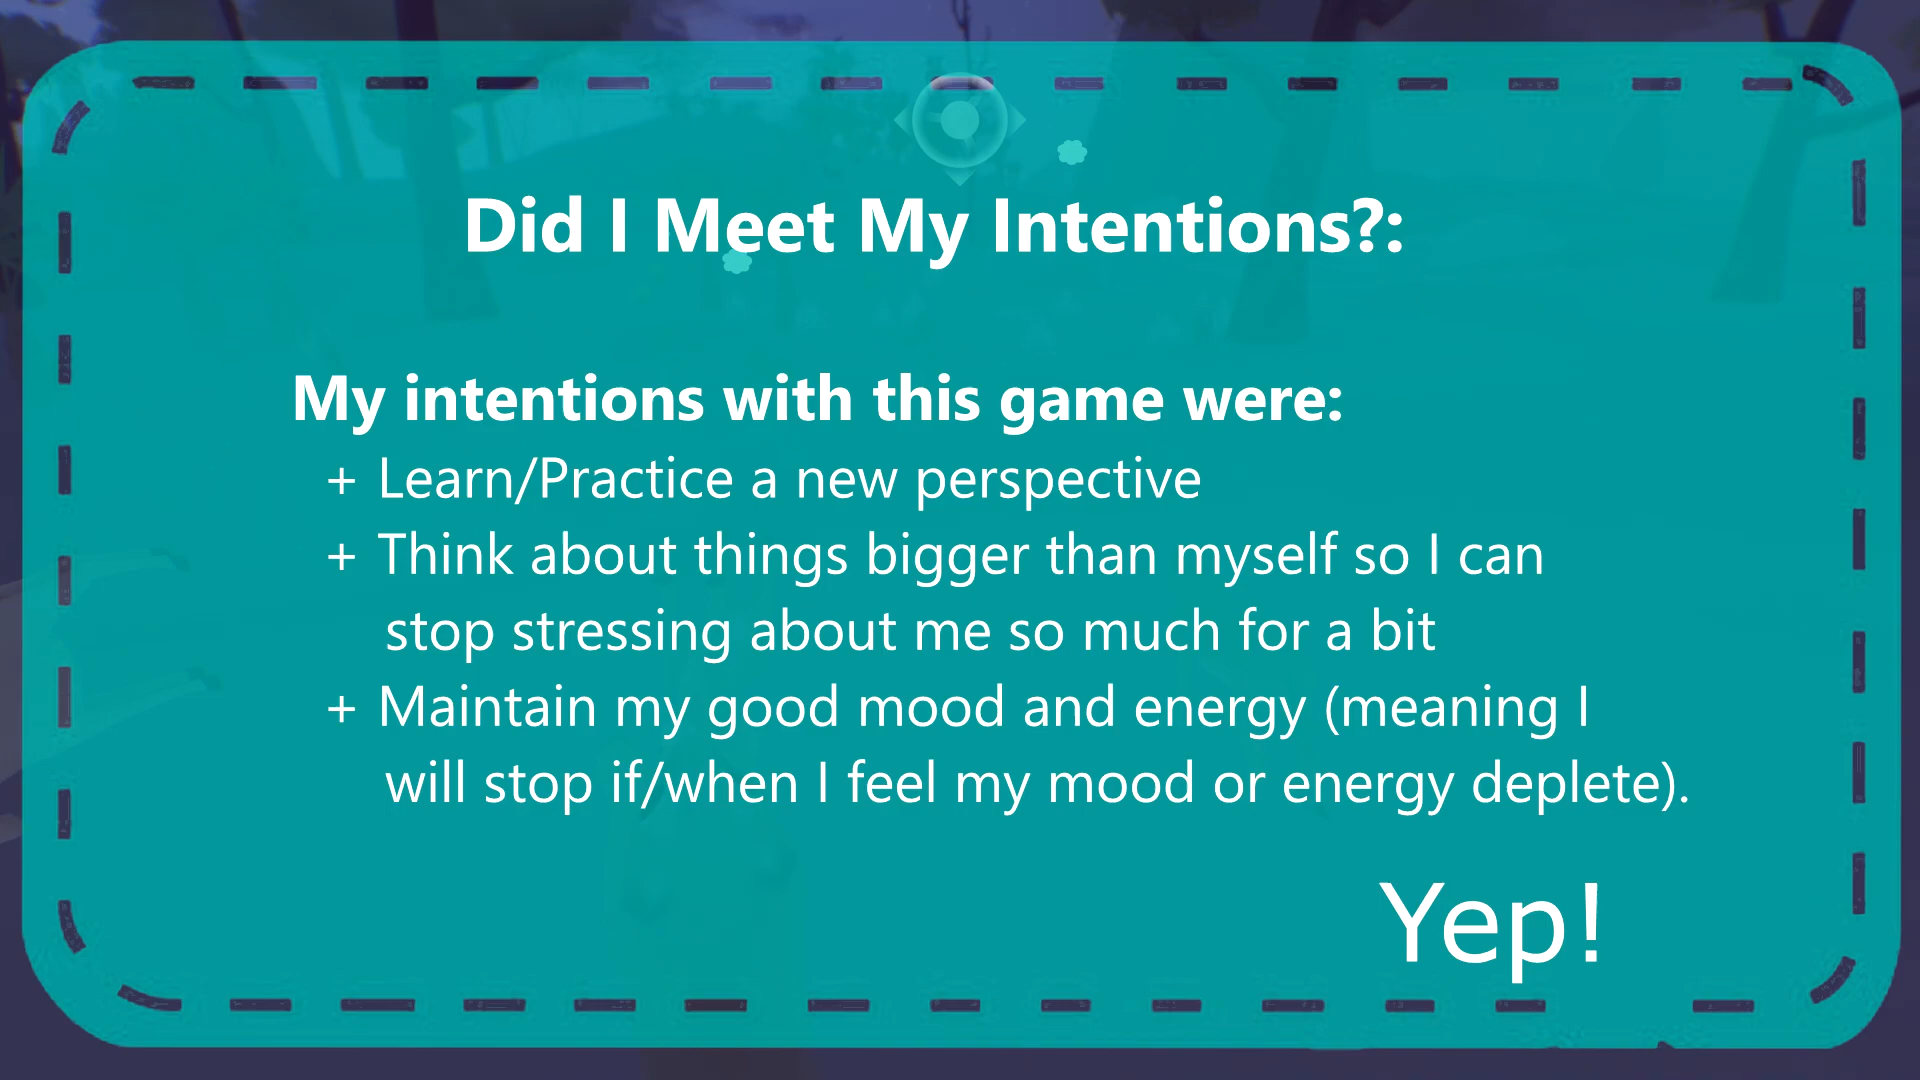 Did I Meet My Intentions?:
My intentions with this game were:
+ Learn/Practice a new perspective
+ Think about things bigger than myself so I can
stop stressing about me so much for a bit
+ Maintain my good mood and energy (meaning I
will stop if/when I feel my mood or energy deplete).
Yep!